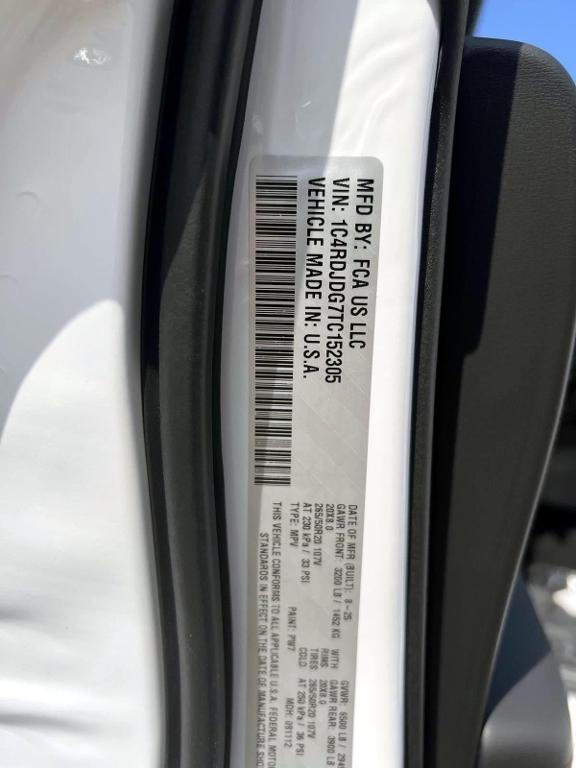 MFD BY: FCA US LLC
VIN: 1C4RDJDG7TC152305
VEHICLE MADE IN: U.S.A.
DATE OF MFR (BUILT): 8-25 GVWR: 6500 LB /
GAWR FRONT: 3200 LB / 1452 KG WITH GAWR REAR: 3900 LB
20X8.0 RIMS 20X8.0
265/50R20 107V TIRES 265/50R20 107V
AT 230 kPa / 33 PSI COLD AT 250 kPa / 36 PSI
TYPE: MPV PAINT: PW7 MDH: 081112
THIS VEHICLE CONFORMS TO ALL APPLICABLE U.S.A. FEDERAL MOTOR
STANDARDS IN EFFECT ON THE DATE OF MANUFACTURE SHO